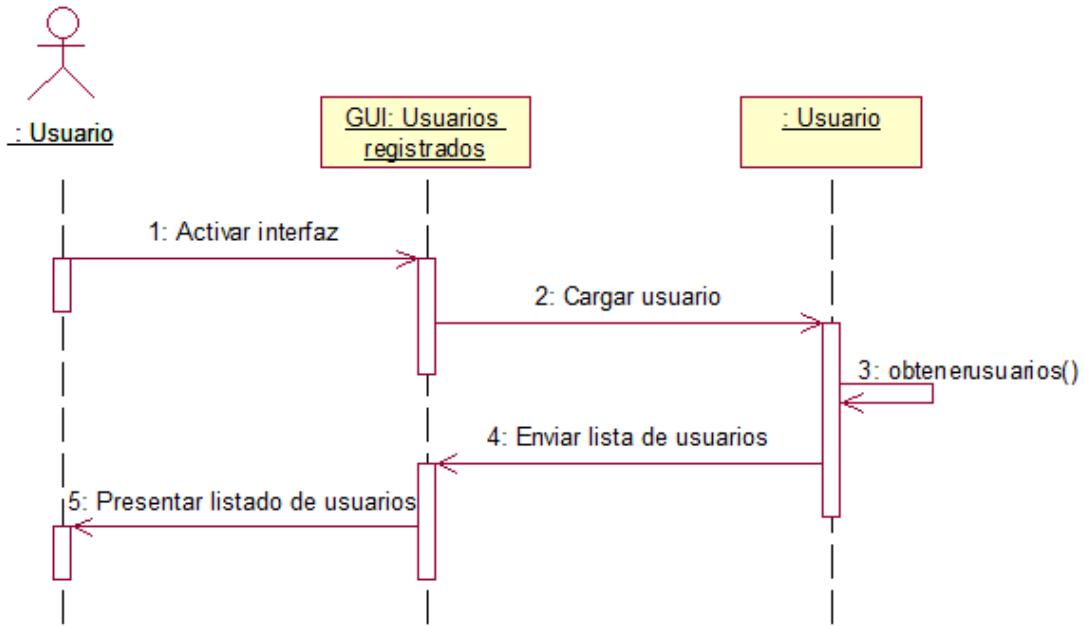 : Usuario
GUI: Usuarios
registrados
: Usuario
1: Activar interfaz
2: Cargar usuario
3: obtenerusuarios()
4: Enviar lista de usuarios
5: Presentar listado de usuarios